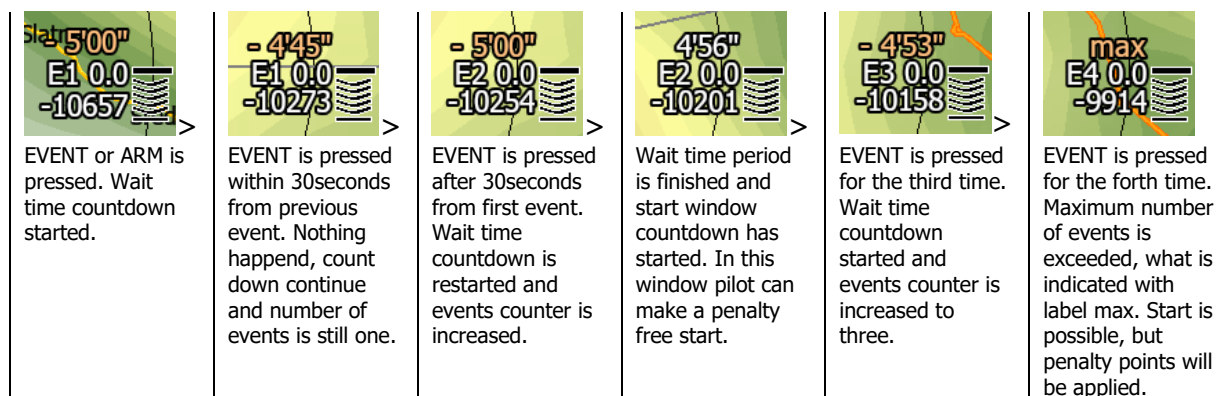 Slatn
- 5'00"
E1 0.0
-10657
>
EVENT or ARM is
pressed. Wait
time countdown
started.
- 4'45"
E1 0.0
-10273
>
EVENT is pressed
within 30seconds
from previous
event. Nothing
happend, count
down continue
and number of
events is still one.
- 5'00"
E2 0.0
-10254
>
EVENT is pressed
after 30seconds
from first event.
Wait time
countdown is
restarted and
events counter is
increased.
4'56"
E2 0.0
-10201
>
Wait time period
is finished and
start window
countdown has
started. In this
window pilot can
make a penalty
free start.
- 4'53"
E3 0.0
-10158
>
EVENT is pressed
for the third time.
Wait time
countdown
started and
events counter is
increased to
three.
max
E4 0.0
-9914
EVENT is pressed
for the forth time.
Maximum number
of events is
exceeded, what is
indicated with
label max. Start is
possible, but
penalty points will
be applied.